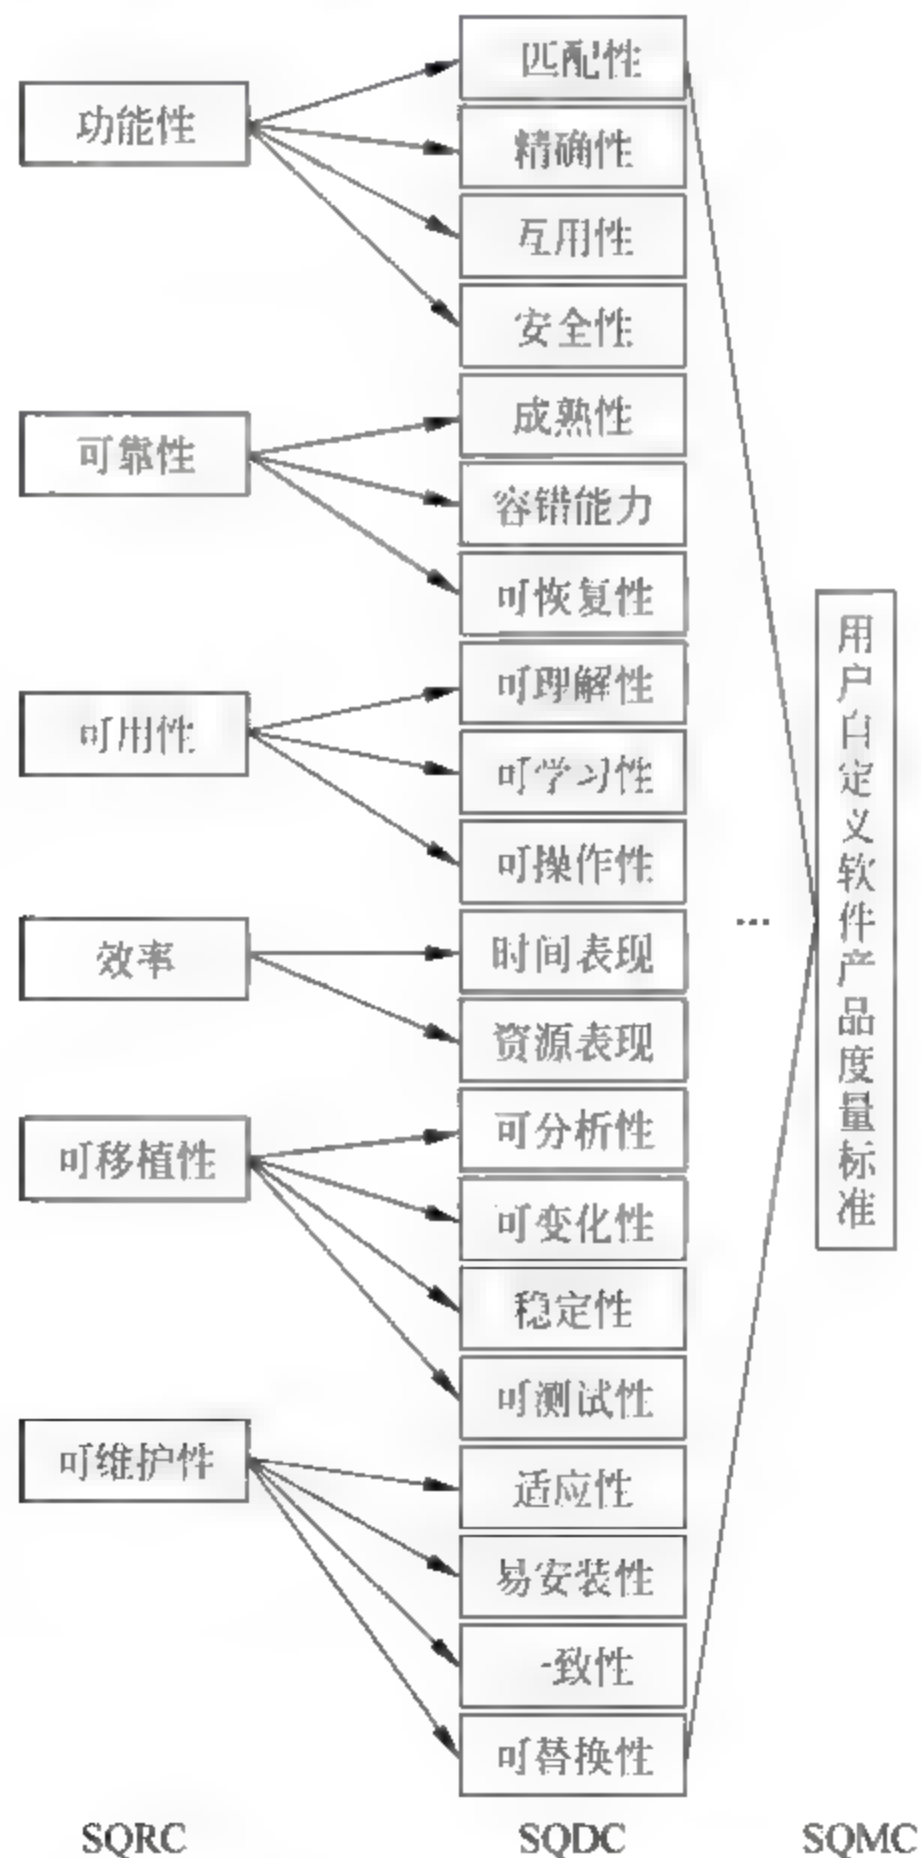 功能性
匹配性
精确性
互用性
安全性
可靠性
成熟性
容错能力
可恢复性
可用性
可理解性
可学习性
可操作性
效率
时间表现
资源表现
可移植性
可分析性
可变化性
稳定性
可测试性
可维护性
适应性
易安装性
一致性
可替换性
...
用户自定义软件产品度量标准
SQRC
SQDC
SQMC